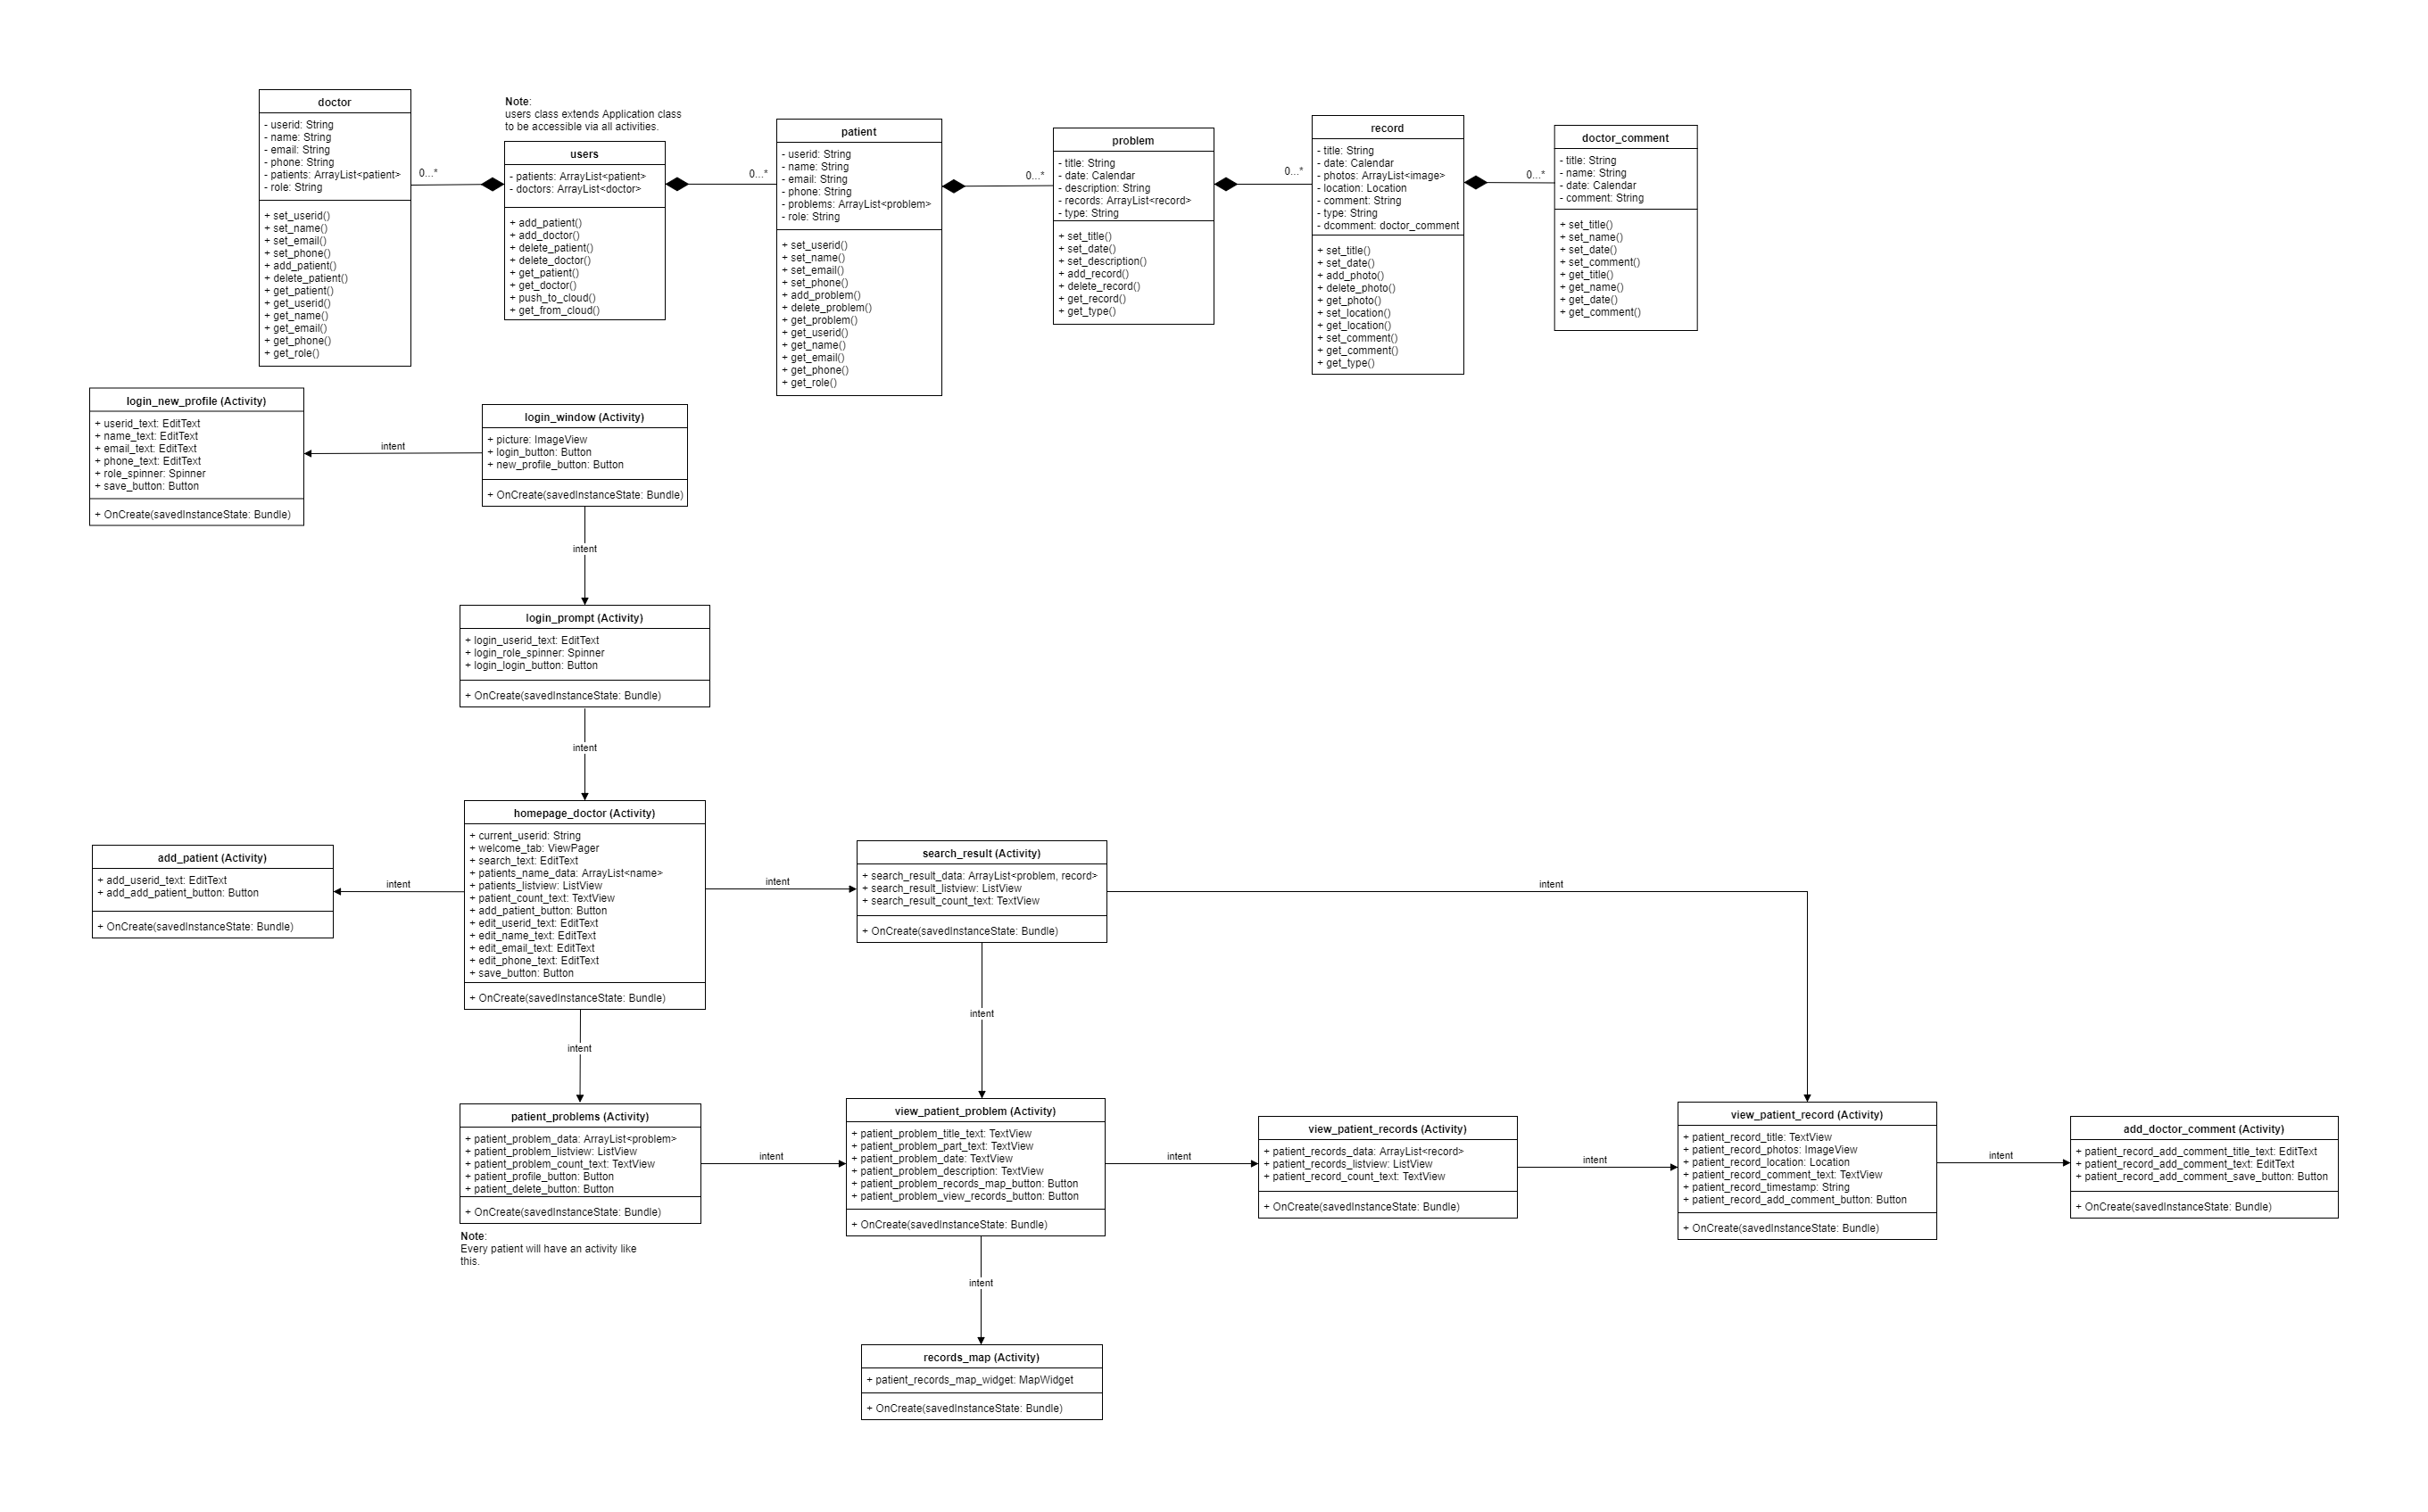 doctor
- userid: String
- name: String
- email: String
- phone: String
- patients: ArrayList<patient>
- role: String
+ set_userid()
+ set_name()
+ set_email()
+ set_phone()
+ add_patient()
+ delete_patient()
+ get_patient()
+ get_userid()
+ get_name()
+ get_email()
+ get_phone()
+ get_role()
0...*
Note:
users class extends Application class
to be accessible via all activities.
users
- patients: ArrayList<patient>
- doctors: ArrayList<doctor>
+ add_patient()
+ add_doctor()
+ delete_patient()
+ delete_doctor()
+ get_patient()
+ get_doctor()
+ push_to_cloud()
+ get_from_cloud()
0...*
patient
- userid: String
- name: String
- email: String
- phone: String
- problems: ArrayList<problem>
- role: String
+ set_userid()
+ set_name()
+ set_email()
+ set_phone()
+ add_problem()
+ delete_problem()
+ get_problem()
+ get_userid()
+ get_name()
+ get_email()
+ get_phone()
+ get_role()
0...*
problem
- title: String
- date: Calendar
- description: String
- records: ArrayList<record>
- type: String
+ set_title()
+ set_date()
+ set_description()
+ add_record()
+ delete_record()
+ get_record()
+ get_type()
0...*
record
- title: String
- date: Calendar
- photos: ArrayList<image>
- location: Location
- comment: String
- type: String
- dcomment: doctor_comment
+ set_title()
+ set_date()
+ add_photo()
+ delete_photo()
+ get_photo()
+ set_location()
+ get_location()
+ set_comment()
+ get_comment()
+ get_type()
0...*
doctor_comment
- title: String
- name: String
- date: Calendar
- comment: String
+ set_title()
+ set_name()
+ set_date()
+ set_comment()
+ get_title()
+ get_name()
+ get_date()
+ get_comment()
login_new_profile (Activity)
+ userid_text: EditText
+ name_text: EditText
+ email_text: EditText
+ phone_text: EditText
+ role_spinner: Spinner
+ save_button: Button
+ OnCreate(savedInstanceState: Bundle)
intent
login_window (Activity)
+ picture: ImageView
+ login_button: Button
+ new_profile_button: Button
+ OnCreate(savedInstanceState: Bundle)
intent
login_prompt (Activity)
+ login_userid_text: EditText
+ login_role_spinner: Spinner
+ login_login_button: Button
+ OnCreate(savedInstanceState: Bundle)
intent
add_patient (Activity)
+ add_userid_text: EditText
+ add_add_patient_button: Button
+ OnCreate(savedInstanceState: Bundle)
intent
homepage_doctor (Activity)
+ current_userid: String
+ welcome_tab: ViewPager
+ search_text: EditText
+ patients_name_data: ArrayList<name>
+ patients_listview: ListView
+ patient_count_text: TextView
+ add_patient_button: Button
+ edit_userid_text: EditText
+ edit_name_text: EditText
+ edit_email_text: EditText
+ edit_phone_text: EditText
+ save_button: Button
+ OnCreate(savedInstanceState: Bundle)
intent
search_result (Activity)
+ search_result_data: ArrayList<problem, record>
+ search_result_listview: ListView
+ search_result_count_text: TextView
+ OnCreate(savedInstanceState: Bundle)
intent
intent
intent
patient_problems (Activity)
+ patient_problem_data: ArrayList<problem>
+ patient_problem_listview: ListView
+ patient_problem_count_text: TextView
+ patient_profile_button: Button
+ patient_delete_button: Button
+ OnCreate(savedInstanceState: Bundle)
Note:
Every patient will have an activity like
this.
intent
view_patient_problem (Activity)
+ patient_problem_title_text: TextView
+ patient_problem_part_text: TextView
+ patient_problem_date: TextView
+ patient_problem_description: TextView
+ patient_problem_records_map_button: Button
+ patient_problem_view_records_button: Button
+ OnCreate(savedInstanceState: Bundle)
intent
view_patient_records (Activity)
+ patient_records_data: ArrayList<record>
+ patient_records_listview: ListView
+ patient_record_count_text: TextView
+ OnCreate(savedInstanceState: Bundle)
intent
view_patient_record (Activity)
+ patient_record_title: TextView
+ patient_record_photos: ImageView
+ patient_record_location: Location
+ patient_record_comment_text: TextView
+ patient_record_timestamp: String
+ patient_record_add_comment_button: Button
+ OnCreate(savedInstanceState: Bundle)
intent
add_doctor_comment (Activity)
+ patient_record_add_comment_title_text: EditText
+ patient_record_add_comment_text: EditText
+ patient_record_add_comment_save_button: Button
+ OnCreate(savedInstanceState: Bundle)
intent
records_map (Activity)
+ patient_records_map_widget: MapWidget
+ OnCreate(savedInstanceState: Bundle)